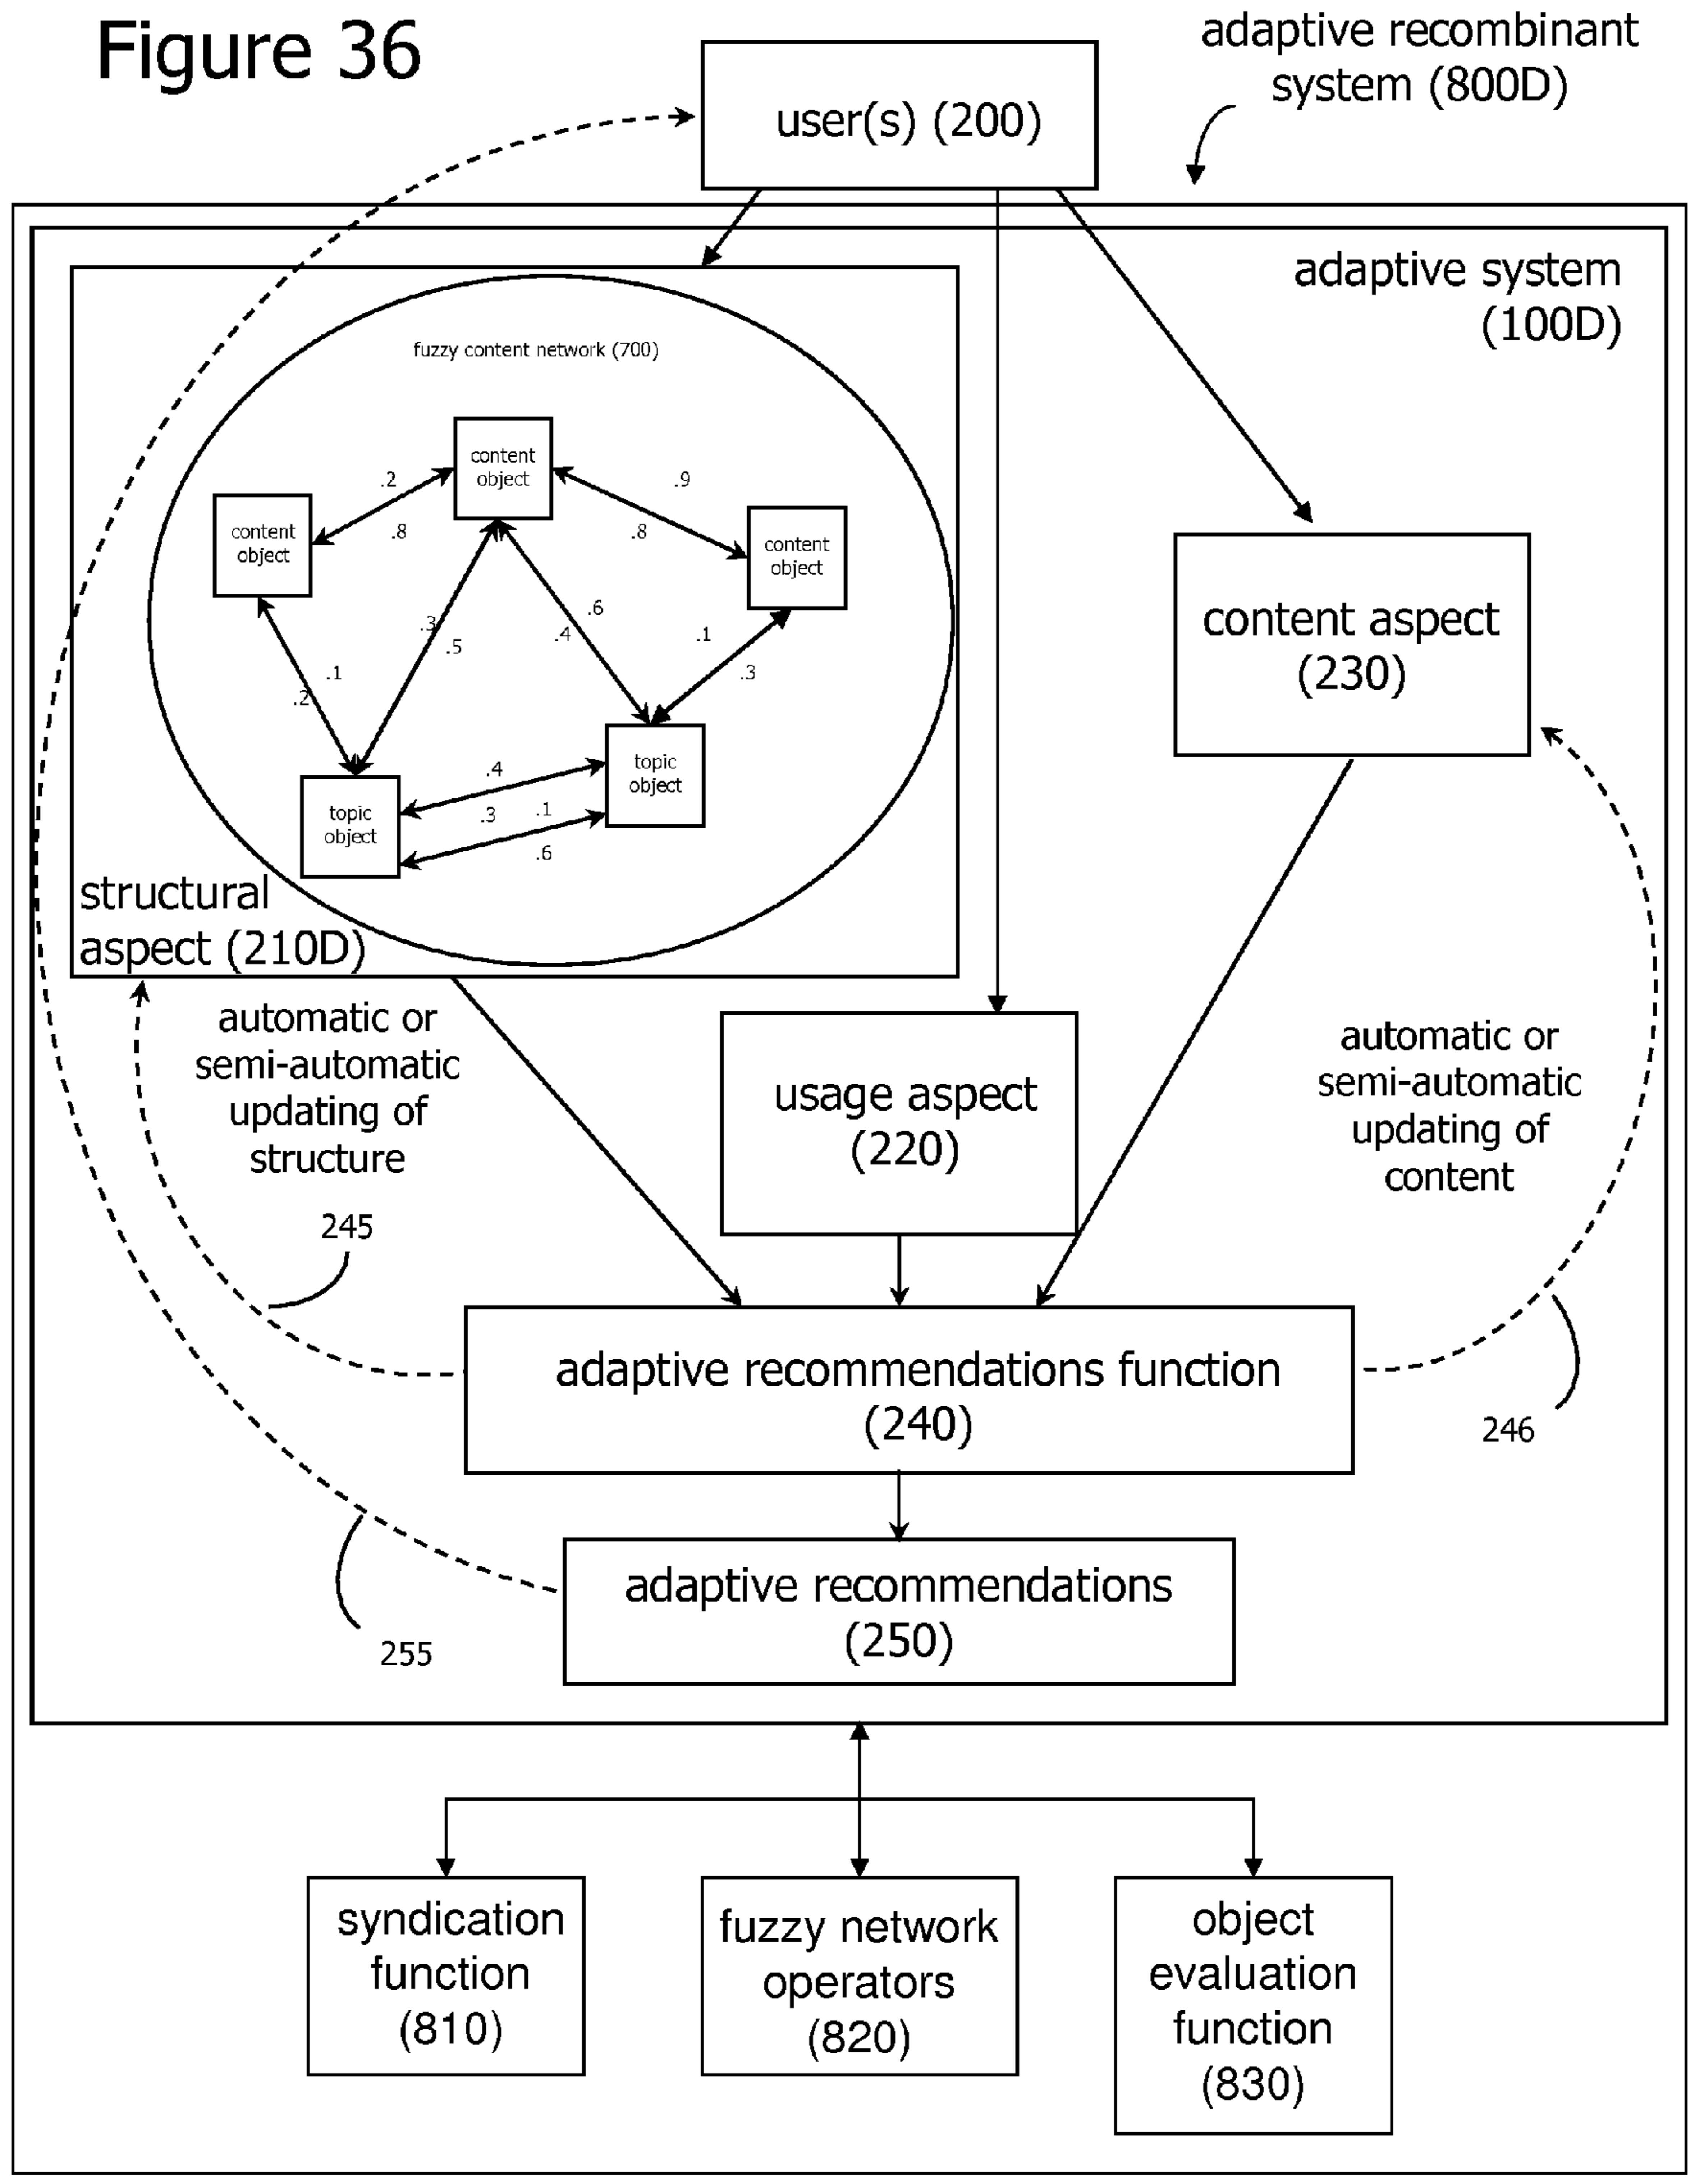 Figure 36
adaptive recombinant
system (800D)
user(s) (200)
adaptive system
(100D)
fuzzy content network (700)
content
object
.2
.8
content
object
.9
.8
content
object
.3
.5
.6
.4
.1
.3
.1
.2
topic
object
.4
.3
.1
.6
topic
object
structural
aspect (210D)
content aspect
(230)
automatic or
semi-automatic
updating of
structure
245
usage aspect
(220)
automatic or
semi-automatic
updating of
content
246
adaptive recommendations function
(240)
adaptive recommendations
(250)
255
syndication
function
(810)
fuzzy network
operators
(820)
object
evaluation
function
(830)